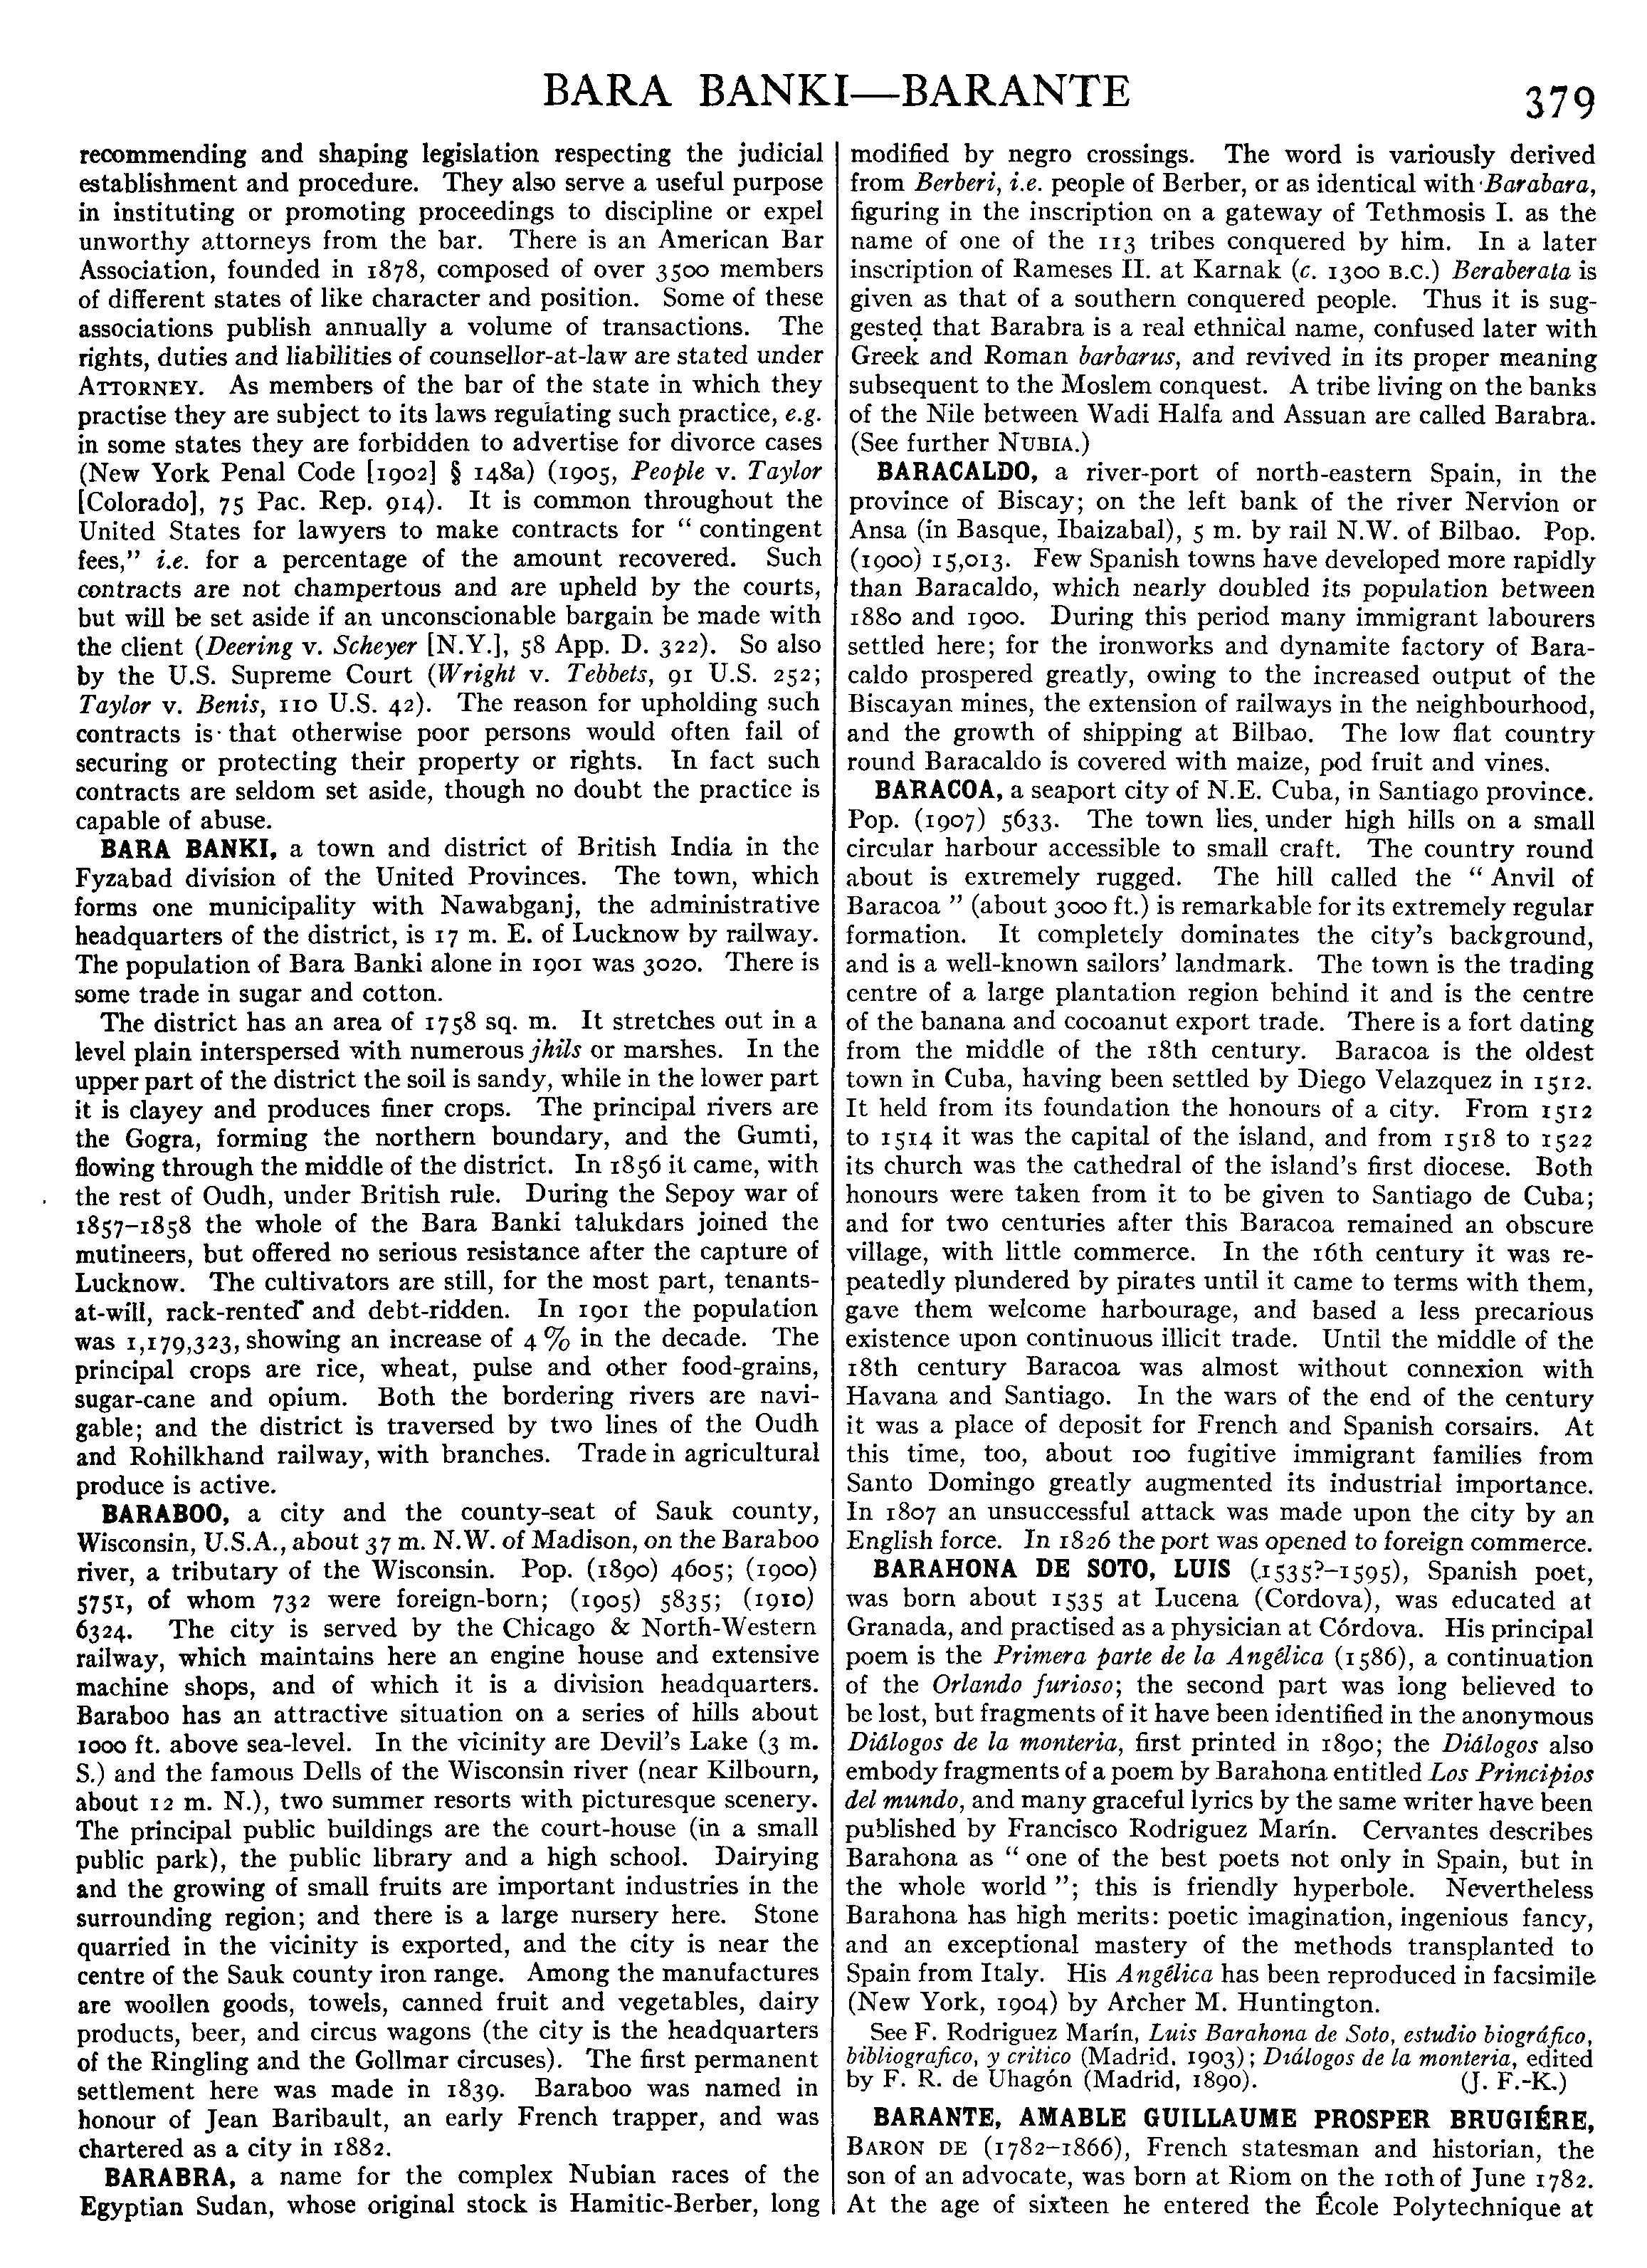 BARA BANKI—BARANTE
379
recommending and shaping legislation respecting the judicial
establishment and procedure. They also serve a useful purpose
in instituting or promoting proceedings to discipline or expel
unworthy attorneys from the bar. There is an American Bar
Association, founded in 1878, composed of over 3500 members
of different states of like character and position. Some of these
associations publish annually a volume of transactions. The
rights, duties and liabilities of counsellor-at-law are stated under
ATTORNEY. As members of the bar of the state in which they
practise they are subject to its laws regulating such practice, e.g.
in some states they are forbidden to advertise for divorce cases
(New York Penal Code [1902] § 148a) (1905, People v. Taylor
[Colorado], 75 Pac. Rep. 914). It is common throughout the
United States for lawyers to make contracts for “ contingent
fees,” i.e. for a percentage of the amount recovered. Such
contracts are not champertous and are upheld by the courts,
but will be set aside if an unconscionable bargain be made with
the client (Deering v. Scheyer [N.Y.], 58 App. D. 322). So also
by the U.S. Supreme Court (Wright v. Tebbets, 91 U.S. 252;
Taylor v. Benis, 110 U.S. 42). The reason for upholding such
contracts is that otherwise poor persons would often fail of
securing or protecting their property or rights. In fact such
contracts are seldom set aside, though no doubt the practice is
capable of abuse.
BARA BANKI, a town and district of British India in the
Fyzabad division of the United Provinces. The town, which
forms one municipality with Nawabganj, the administrative
headquarters of the district, is 17 m. E. of Lucknow by railway.
The population of Bara Banki alone in 1901 was 3020. There is
some trade in sugar and cotton.
The district has an area of 1758 sq. m. It stretches out in a
level plain interspersed with numerous jhils or marshes. In the
upper part of the district the soil is sandy, while in the lower part
it is clayey and produces finer crops. The principal rivers are
the Gogra, forming the northern boundary, and the Gumti,
flowing through the middle of the district. In 1856 it came, with
the rest of Oudh, under British rule. During the Sepoy war of
1857–1858 the whole of the Bara Banki talukdars joined the
mutineers, but offered no serious resistance after the capture of
Lucknow. The cultivators are still, for the most part, tenants-
at-will, rack-rented and debt-ridden. In 1901 the population
was 1,179,323, showing an increase of 4 % in the decade. The
principal crops are rice, wheat, pulse and other food-grains,
sugar-cane and opium. Both the bordering rivers are navi-
gable; and the district is traversed by two lines of the Oudh
and Rohilkhand railway, with branches. Trade in agricultural
produce is active.
BARABOO, a city and the county-seat of Sauk county,
Wisconsin, U.S.A., about 37 m. N.W. of Madison, on the Baraboo
river, a tributary of the Wisconsin. Pop. (1890) 4605; (1900)
5751, of whom 732 were foreign-born; (1905) 5835; (1910)
6324. The city is served by the Chicago & North-Western
railway, which maintains here an engine house and extensive
machine shops, and of which it is a division headquarters.
Baraboo has an attractive situation on a series of hills about
1000 ft. above sea-level. In the vicinity are Devil’s Lake (3 m.
S.) and the famous Dells of the Wisconsin river (near Kilbourn,
about 12 m. N.), two summer resorts with picturesque scenery.
The principal public buildings are the court-house (in a small
public park), the public library and a high school. Dairying
and the growing of small fruits are important industries in the
surrounding region; and there is a large nursery here. Stone
quarried in the vicinity is exported, and the city is near the
centre of the Sauk county iron range. Among the manufactures
are woollen goods, towels, canned fruit and vegetables, dairy
products, beer, and circus wagons (the city is the headquarters
of the Ringling and the Gollmar circuses). The first permanent
settlement here was made in 1839. Baraboo was named in
honour of Jean Baribault, an early French trapper, and was
chartered as a city in 1882.
BARABRA, a name for the complex Nubian races of the
Egyptian Sudan, whose original stock is Hamitic-Berber, long
modified by negro crossings. The word is variously derived
from Berberi, i.e. people of Berber, or as identical with Barabara,
figuring in the inscription on a gateway of Tethmosis I. as the
name of one of the 113 tribes conquered by him. In a later
inscription of Rameses II. at Karnak (c. 1300 B.C.) Beraberata is
given as that of a southern conquered people. Thus it is sug-
gested that Barabra is a real ethnical name, confused later with
Greek and Roman barbarus, and revived in its proper meaning
subsequent to the Moslem conquest. A tribe living on the banks
of the Nile between Wadi Halfa and Assuan are called Barabra.
(See further NUBIA.)
BARACALDO, a river-port of north-eastern Spain, in the
province of Biscay; on the left bank of the river Nervion or
Ansa (in Basque, Ibaizabal), 5 m. by rail N.W. of Bilbao. Pop.
(1900) 15,013. Few Spanish towns have developed more rapidly
than Baracaldo, which nearly doubled its population between
1880 and 1900. During this period many immigrant labourers
settled here; for the ironworks and dynamite factory of Bara-
caldo prospered greatly, owing to the increased output of the
Biscayan mines, the extension of railways in the neighbourhood,
and the growth of shipping at Bilbao. The low flat country
round Baracaldo is covered with maize, pod fruit and vines.
BARACOA, a seaport city of N.E. Cuba, in Santiago province.
Pop. (1907) 5633. The town lies under high hills on a small
circular harbour accessible to small craft. The country round
about is extremely rugged. The hill called the “ Anvil of
Baracoa ” (about 3000 ft.) is remarkable for its extremely regular
formation. It completely dominates the city’s background,
and is a well-known sailors’ landmark. The town is the trading
centre of a large plantation region behind it and is the centre
of the banana and cocoanut export trade. There is a fort dating
from the middle of the 18th century. Baracoa is the oldest
town in Cuba, having been settled by Diego Velazquez in 1512.
It held from its foundation the honours of a city. From 1512
to 1514 it was the capital of the island, and from 1518 to 1522
its church was the cathedral of the island’s first diocese. Both
honours were taken from it to be given to Santiago de Cuba;
and for two centuries after this Baracoa remained an obscure
village, with little commerce. In the 16th century it was re-
peatedly plundered by pirates until it came to terms with them,
gave them welcome harbourage, and based a less precarious
existence upon continuous illicit trade. Until the middle of the
18th century Baracoa was almost without connexion with
Havana and Santiago. In the wars of the end of the century
it was a place of deposit for French and Spanish corsairs. At
this time, too, about 100 fugitive immigrant families from
Santo Domingo greatly augmented its industrial importance.
In 1807 an unsuccessful attack was made upon the city by an
English force. In 1826 the port was opened to foreign commerce.
BARAHONA DE SOTO, LUIS (1535?–1595), Spanish poet,
was born about 1535 at Lucena (Cordova), was educated at
Granada, and practised as a physician at Córdova. His principal
poem is the Primera parte de la Angélica (1586), a continuation
of the Orlando furioso; the second part was long believed to
be lost, but fragments of it have been identified in the anonymous
Diálogos de la monteria, first printed in 1890; the Diálogos also
embody fragments of a poem by Barahona entitled Los Principios
del mundo, and many graceful lyrics by the same writer have been
published by Francisco Rodriguez Marín. Cervantes describes
Barahona as “ one of the best poets not only in Spain, but in
the whole world ”; this is friendly hyperbole. Nevertheless
Barahona has high merits: poetic imagination, ingenious fancy,
and an exceptional mastery of the methods transplanted to
Spain from Italy. His Angélica has been reproduced in facsimile
(New York, 1904) by Archer M. Huntington.
See F. Rodriguez Marín, Luis Barahona de Soto, estudio biográfico,
bibliografico, y critico (Madrid, 1903); Diálogos de la monteria, edited
by F. R. de Uhagón (Madrid, 1890). (J. F.-K.)
BARANTE, AMABLE GUILLAUME PROSPER BRUGIÉRE,
BARON DE (1782–1866), French statesman and historian, the
son of an advocate, was born at Riom on the 10th of June 1782.
At the age of sixteen he entered the École Polytechnique at